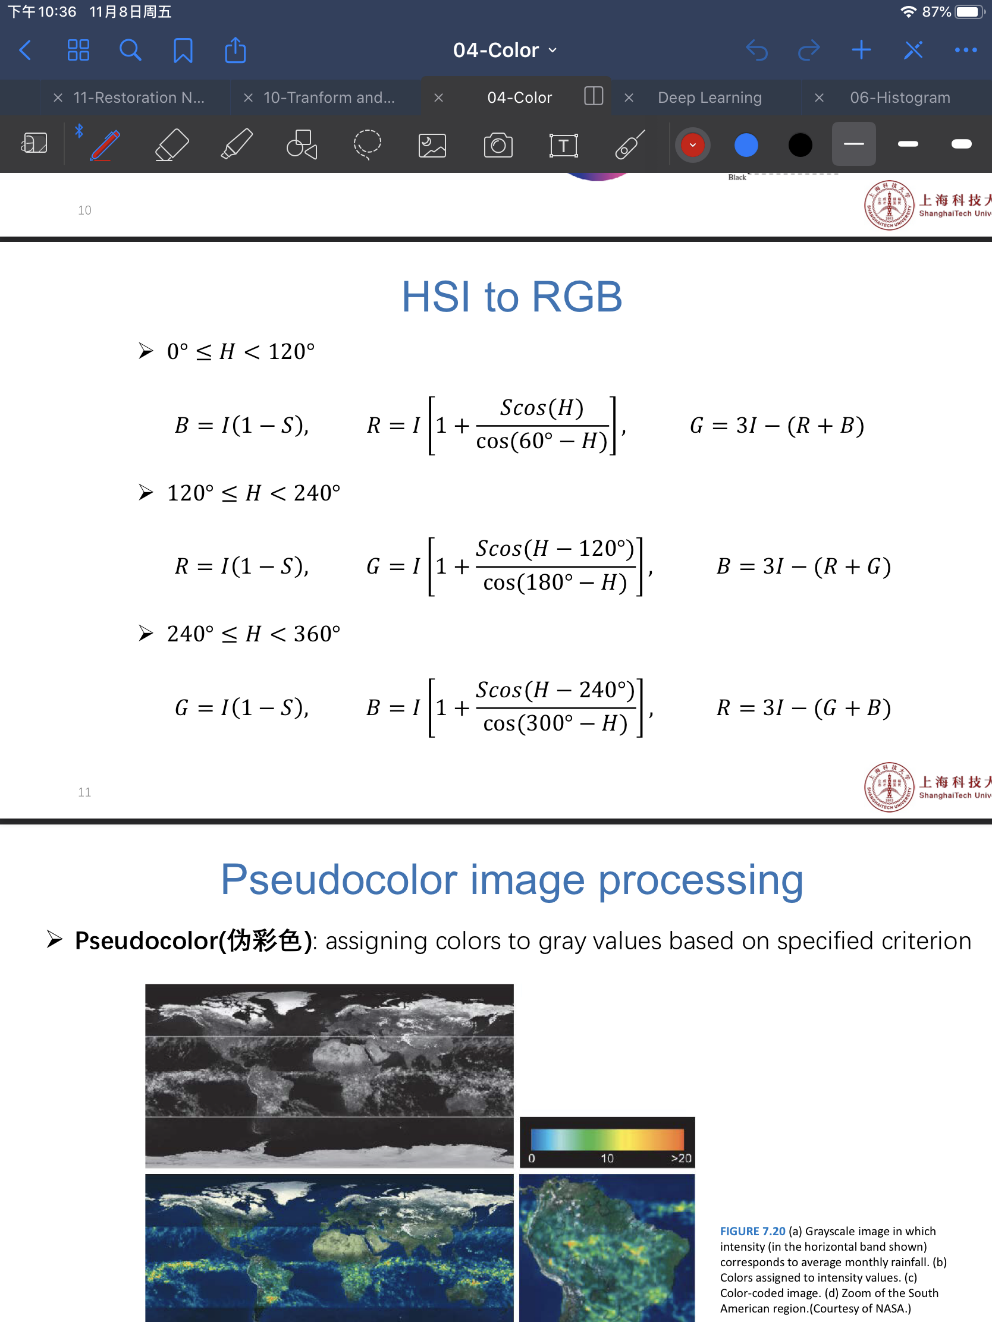 下午10:36 11月8日周五
87%
04-Color
11-Restoration N...
10-Tranform and...
04-Color
Deep Learning
06-Histogram
T
Black
10
上海科技大
ShanghaiTech Univ
HSI to RGB
➢ 0° ≤ H < 120°
B = I(1 − S), R = I [1 + Scos(H) / cos(60° − H)], G = 3I − (R + B)
➢ 120° ≤ H < 240°
R = I(1 − S), G = I [1 + Scos(H − 120°) / cos(180° − H)], B = 3I − (R + G)
➢ 240° ≤ H < 360°
G = I(1 − S), B = I [1 + Scos(H − 240°) / cos(300° − H)], R = 3I − (G + B)
11
上海科技大
ShanghaiTech Univ
Pseudocolor image processing
➢ Pseudocolor(伪彩色): assigning colors to gray values based on specified criterion
0 10 >20
FIGURE 7.20 (a) Grayscale image in which
intensity (in the horizontal band shown)
corresponds to average monthly rainfall. (b)
Colors assigned to intensity values. (c)
Color-coded image. (d) Zoom of the South
American region.(Courtesy of NASA.)